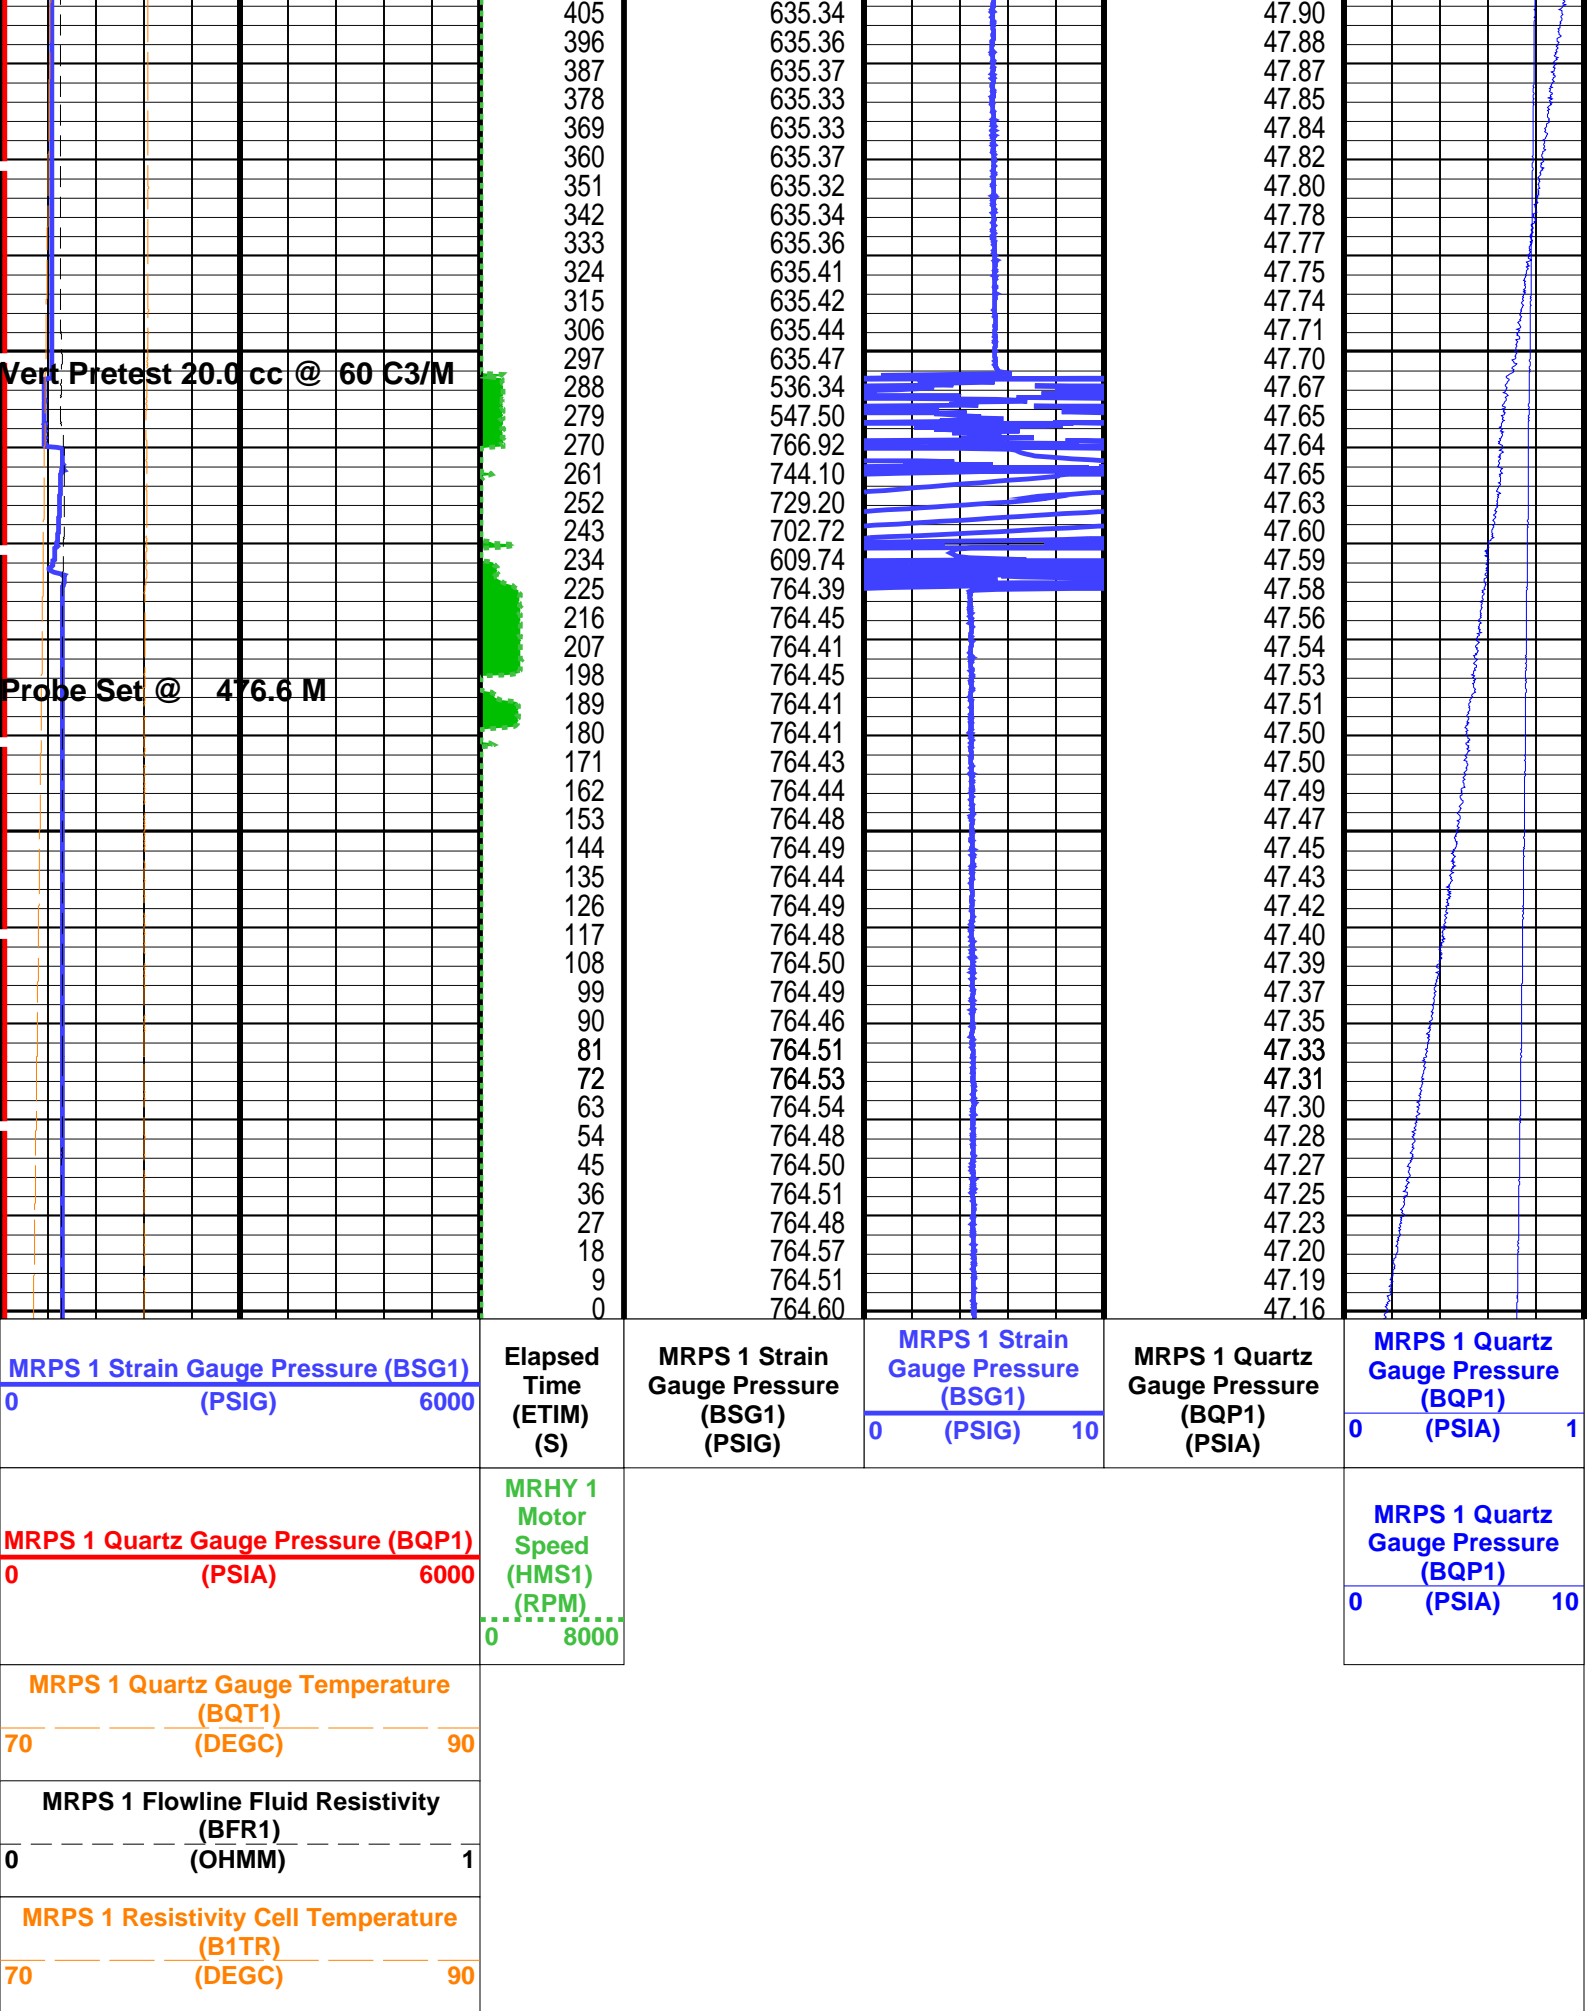 405 635.34 47.90
396 635.36 47.88
387 635.37 47.87
378 635.33 47.85
369 635.33 47.84
360 635.37 47.82
351 635.32 47.80
342 635.34 47.78
333 635.36 47.77
324 635.41 47.75
315 635.42 47.74
306 635.44 47.71
297 635.47 47.70
Vert Pretest 20.0 cc @ 60 C3/M
288 536.34 47.67
279 547.50 47.65
270 766.92 47.64
261 744.10 47.65
252 729.20 47.63
243 702.72 47.60
234 609.74 47.59
225 764.39 47.58
216 764.45 47.56
207 764.41 47.54
198 764.45 47.53
Probe Set @ 476.6 M
189 764.41 47.51
180 764.41 47.50
171 764.43 47.50
162 764.44 47.49
153 764.48 47.47
144 764.49 47.45
135 764.44 47.43
126 764.49 47.42
117 764.48 47.40
108 764.50 47.39
99 764.49 47.37
90 764.46 47.35
81 764.51 47.33
72 764.53 47.31
63 764.54 47.30
54 764.48 47.28
45 764.50 47.27
36 764.51 47.25
27 764.48 47.23
18 764.57 47.20
9 764.51 47.19
0 764.60 47.16
MRPS 1 Strain Gauge Pressure (BSG1)
0 (PSIG) 6000
Elapsed
Time
(ETIM)
(S)
MRPS 1 Strain
Gauge Pressure
(BSG1)
(PSIG)
MRPS 1 Strain
Gauge Pressure
(BSG1)
0 (PSIG) 10
MRPS 1 Quartz
Gauge Pressure
(BQP1)
(PSIA)
MRPS 1 Quartz
Gauge Pressure
(BQP1)
0 (PSIA) 1
MRPS 1 Quartz Gauge Pressure (BQP1)
0 (PSIA) 6000
MRHY 1
Motor
Speed
(HMS1)
(RPM)
0 8000
MRPS 1 Quartz
Gauge Pressure
(BQP1)
0 (PSIA) 10
MRPS 1 Quartz Gauge Temperature
(BQT1)
70 (DEGC) 90
MRPS 1 Flowline Fluid Resistivity
(BFR1)
0 (OHMM) 1
MRPS 1 Resistivity Cell Temperature
(B1TR)
70 (DEGC) 90